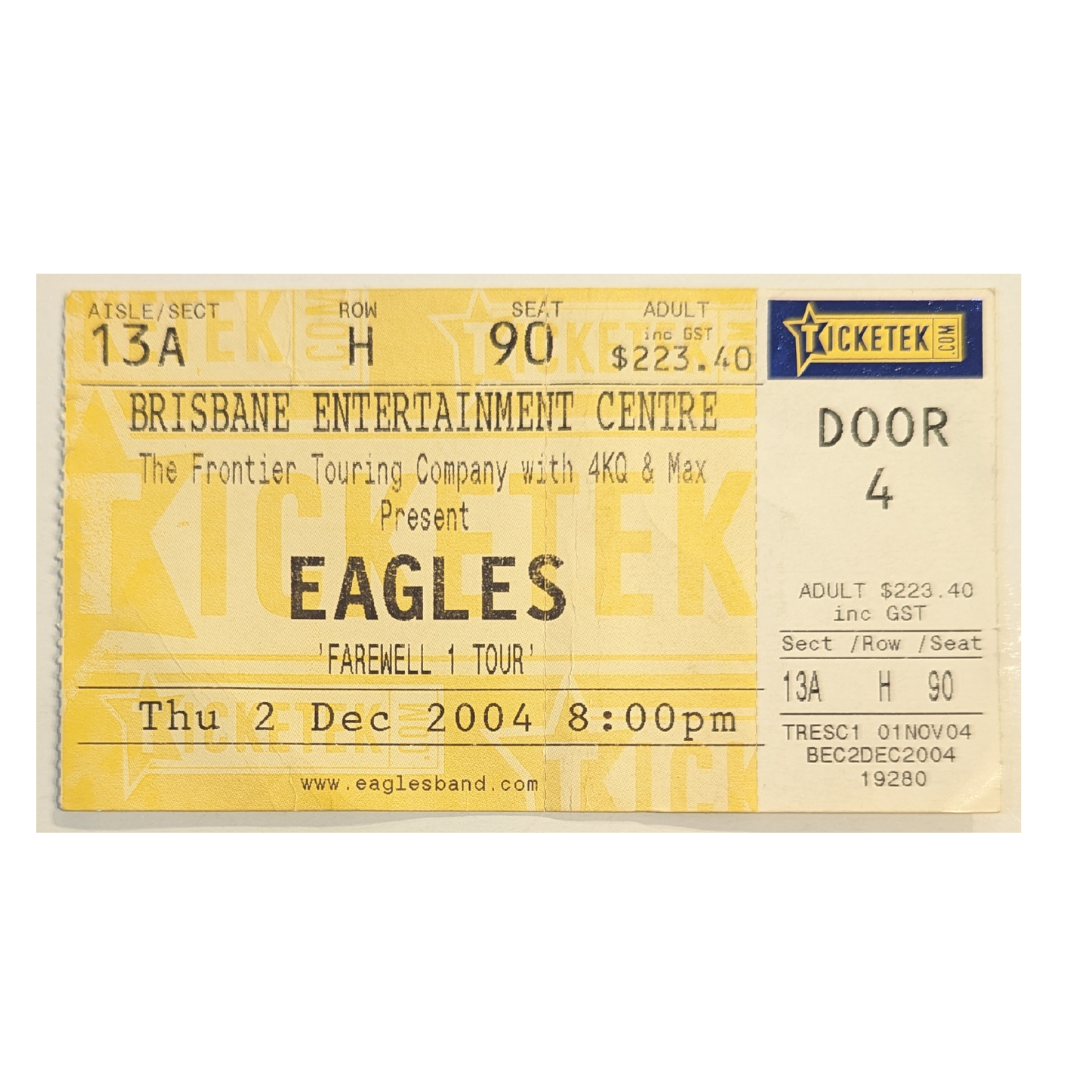 AISLE/SECT ROW SEAT ADULT
13A H 90 inc GST
$223.40
BRISBANE ENTERTAINMENT CENTRE
The Frontier Touring Company with 4KQ & Max
Present
EAGLES
'FAREWELL 1 TOUR'
Thu 2 Dec 2004 8:00pm
www.eaglesband.com
TICKETEK.COM
DOOR
4
ADULT $223.40
inc GST
Sect /Row /Seat
13A H 90
TRESC1 01NOV04
BEC2DEC2004
19280